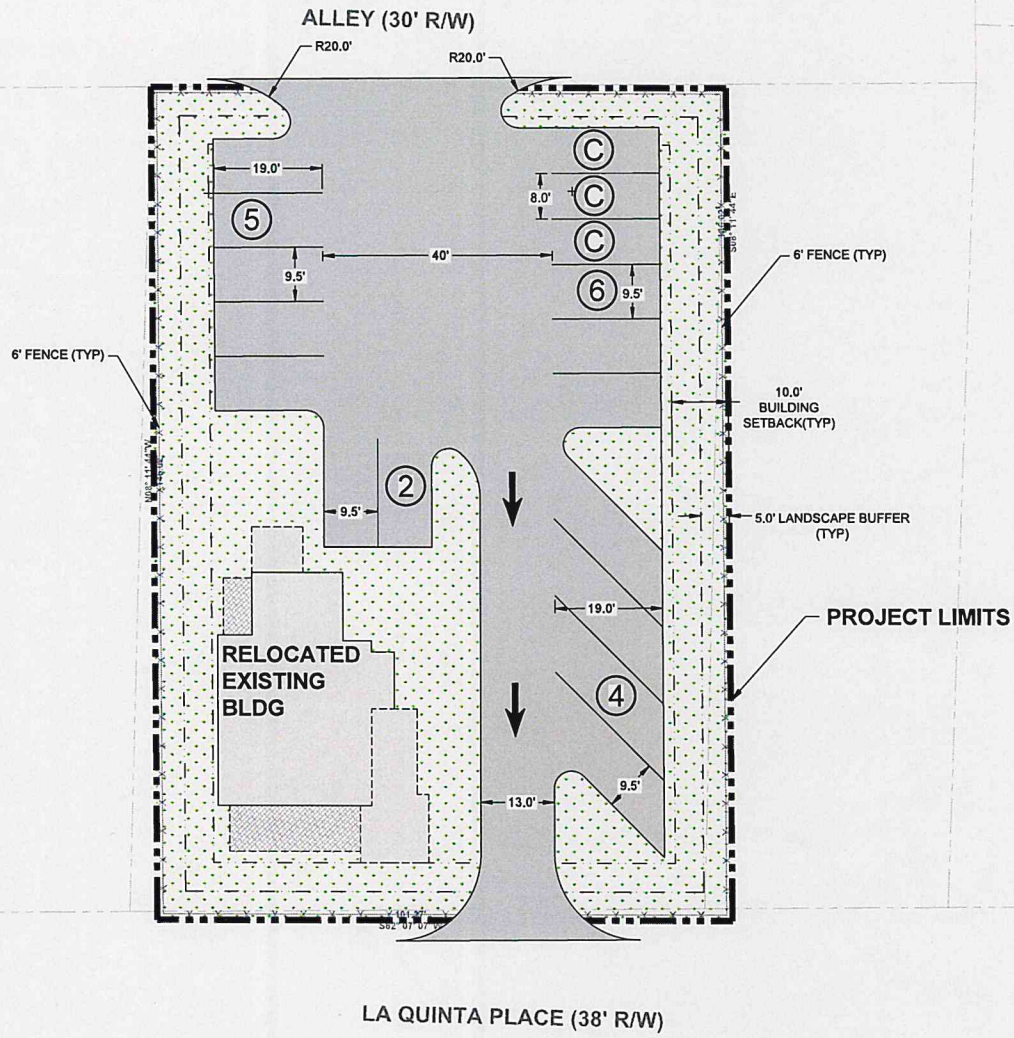 ALLEY (30' R/W)
R20.0'
R20.0'
C
19.0'
8.0'
C
5
C
40'
6' FENCE (TYP)
9.5'
6
9.5'
6' FENCE (TYP)
10.0'
BUILDING
SETBACK(TYP)
2
9.5'
5.0' LANDSCAPE BUFFER
(TYP)
19.0'
PROJECT LIMITS
RELOCATED
EXISTING
BLDG
4
9.5'
13.0'
LA QUINTA PLACE (38' R/W)